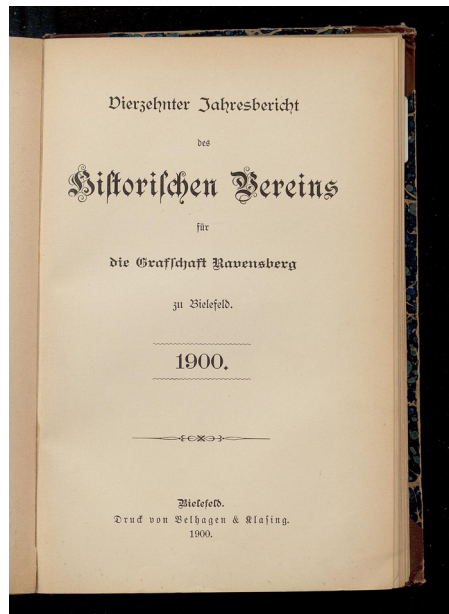 Vierzehnter Jahresbericht
des
Historischen Vereins
für
die Grafschaft Ravensberg
zu Bielefeld.
1900.
Bielefeld.
Druck von Velhagen & Klasing.
1900.